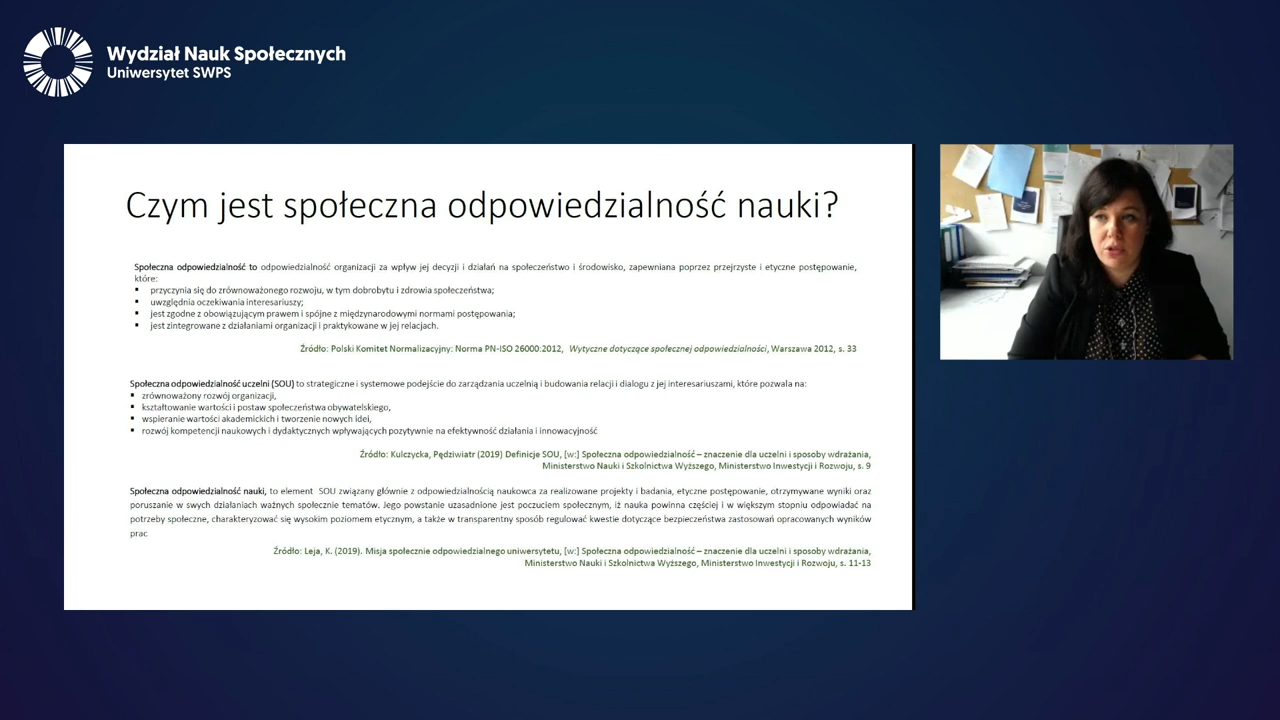 Wydział Nauk Społecznych
Uniwersytet SWPS
Czym jest społeczna odpowiedzialność nauki?
Społeczna odpowiedzialność to odpowiedzialność organizacji za wpływ jej decyzji i działań na społeczeństwo i środowisko, zapewniana poprzez przejrzyste i etyczne postępowanie,
które:
▪ przyczynia się do zrównoważonego rozwoju, w tym dobrobytu i zdrowia społeczeństwa;
▪ uwzględnia oczekiwania interesariuszy;
▪ jest zgodne z obowiązującym prawem i spójne z międzynarodowymi normami postępowania;
▪ jest zintegrowane z działaniami organizacji i praktykowane w jej relacjach.
Źródło: Polski Komitet Normalizacyjny: Norma PN-ISO 26000:2012, Wytyczne dotyczące społecznej odpowiedzialności, Warszawa 2012, s. 33
Społeczna odpowiedzialność uczelni (SOU) to strategiczne i systemowe podejście do zarządzania uczelnią i budowania relacji i dialogu z jej interesariuszami, które pozwala na:
▪ zrównoważony rozwój organizacji,
▪ kształtowanie wartości i postaw społeczeństwa obywatelskiego,
▪ wspieranie wartości akademickich i tworzenie nowych idei,
▪ rozwój kompetencji naukowych i dydaktycznych wpływających pozytywnie na efektywność działania i innowacyjność
Źródło: Kulczycka, Pędziwiatr (2019) Definicje SOU, [w:] Społeczna odpowiedzialność – znaczenie dla uczelni i sposoby wdrażania,
Ministerstwo Nauki i Szkolnictwa Wyższego, Ministerstwo Inwestycji i Rozwoju, s. 9
Społeczna odpowiedzialność nauki, to element SOU związany głównie z odpowiedzialnością naukowca za realizowane projekty i badania, etyczne postępowanie, otrzymywane wyniki oraz
poruszanie w swych działaniach ważnych społecznie tematów. Jego powstanie uzasadnione jest poczuciem społecznym, iż nauka powinna częściej i w większym stopniu odpowiadać na
potrzeby społeczne, charakteryzować się wysokim poziomem etycznym, a także w transparentny sposób regulować kwestie dotyczące bezpieczeństwa zastosowań opracowanych wyników
prac
Źródło: Leja, K. (2019). Misja społecznie odpowiedzialnego uniwersytetu, [w:] Społeczna odpowiedzialność – znaczenie dla uczelni i sposoby wdrażania,
Ministerstwo Nauki i Szkolnictwa Wyższego, Ministerstwo Inwestycji i Rozwoju, s. 11-13